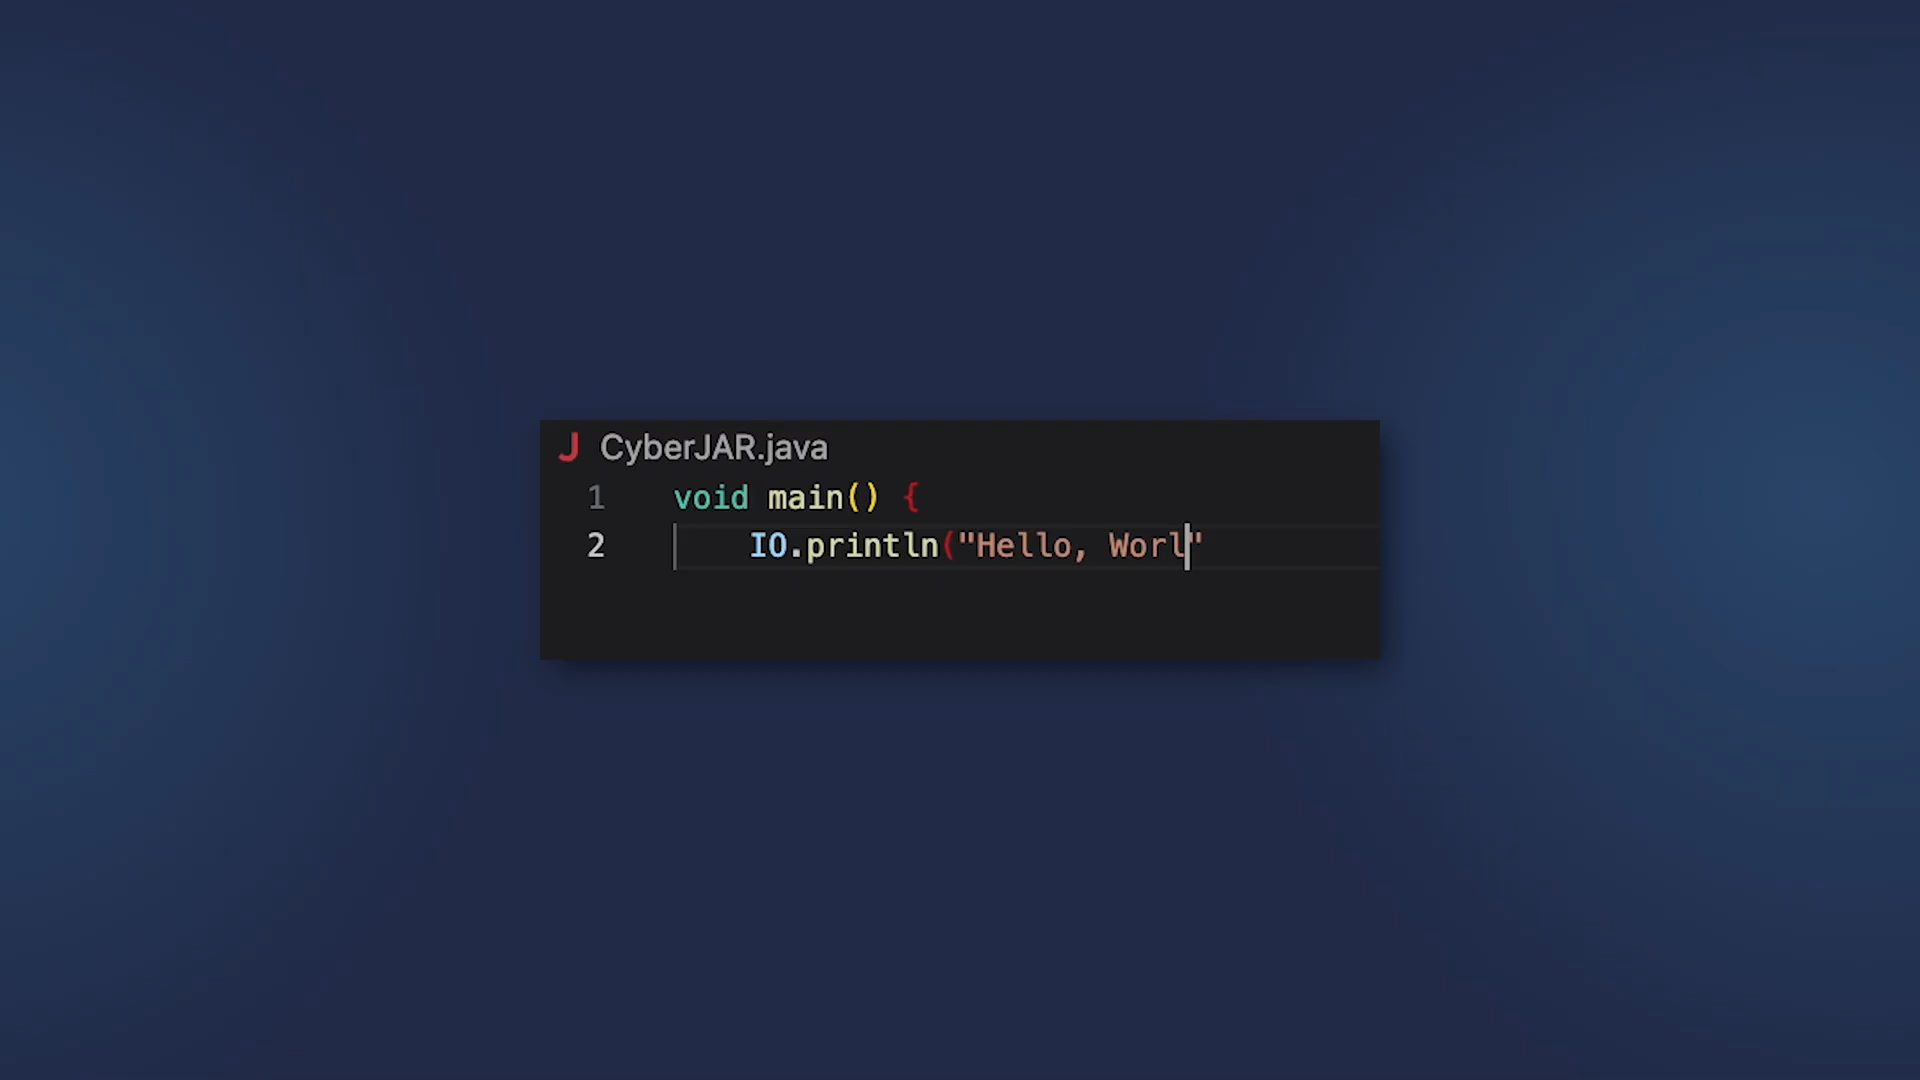 J CyberJAR.java
1 void main() {
2 IO.println("Hello, Worl"